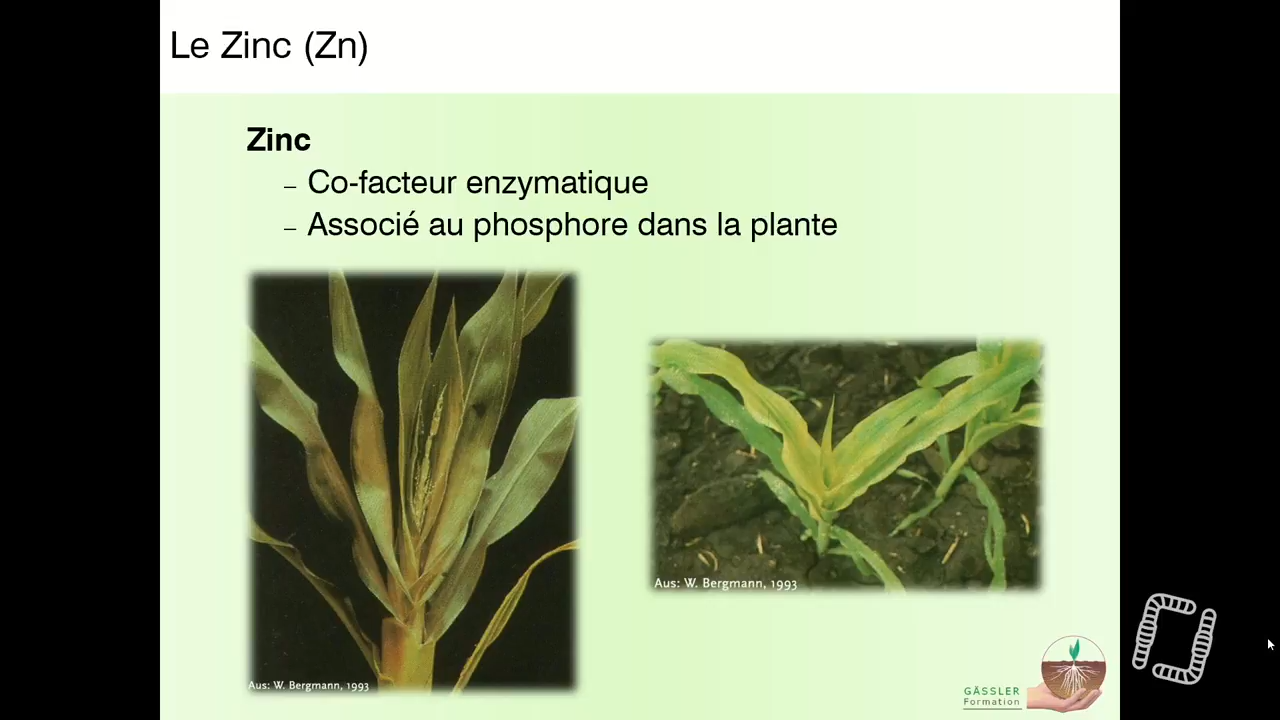 Le Zinc (Zn)
Zinc
– Co-facteur enzymatique
– Associé au phosphore dans la plante
Aus: W. Bergmann, 1993
Aus: W. Bergmann, 1993
GÄSSLER
Formation